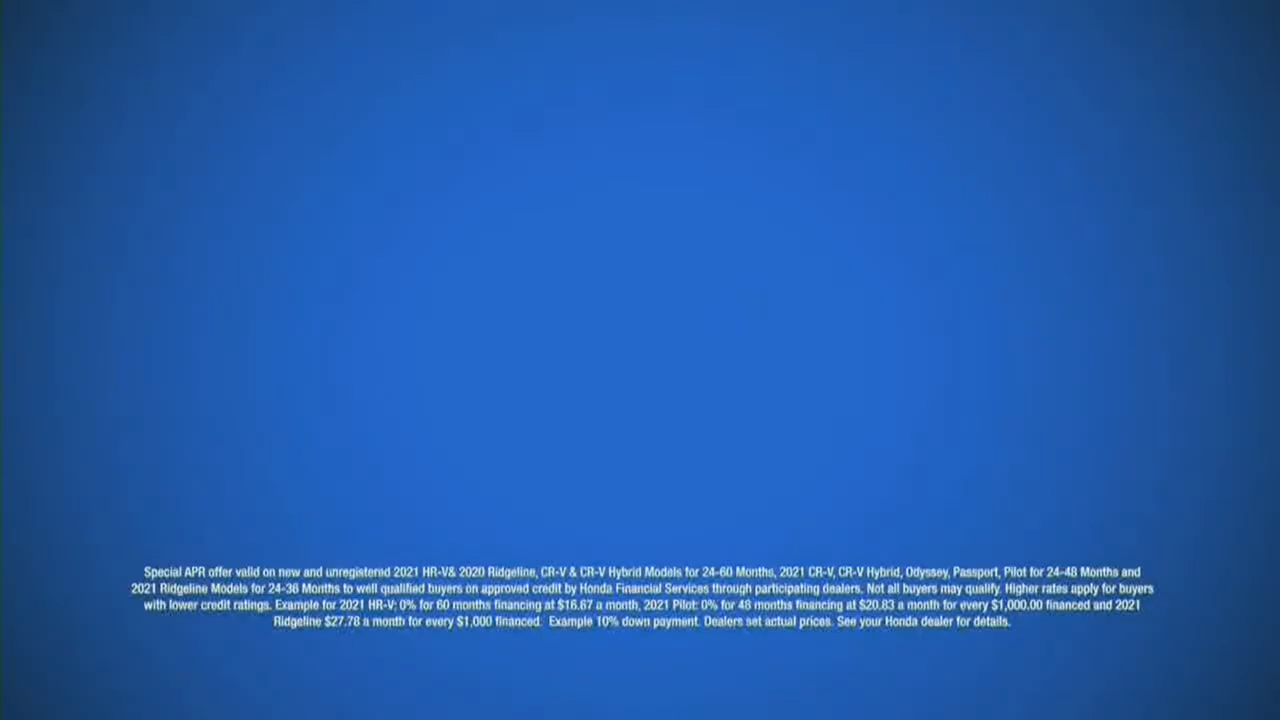 Special APR offer valid on new and unregistered 2021 HR-V& 2020 Ridgeline, CR-V & CR-V Hybrid Models for 24-60 Months, 2021 CR-V, CR-V Hybrid, Odyssey, Passport, Pilot for 24-48 Months and
2021 Ridgeline Models for 24-36 Months to well qualified buyers on approved credit by Honda Financial Services through participating dealers. Not all buyers may qualify. Higher rates apply for buyers
with lower credit ratings. Example for 2021 HR-V: 0% for 60 months financing at $16.67 a month, 2021 Pilot: 0% for 48 months financing at $20.83 a month for every $1,000.00 financed and 2021
Ridgeline $27.78 a month for every $1,000 financed. Example 10% down payment. Dealers set actual prices. See your Honda dealer for details.